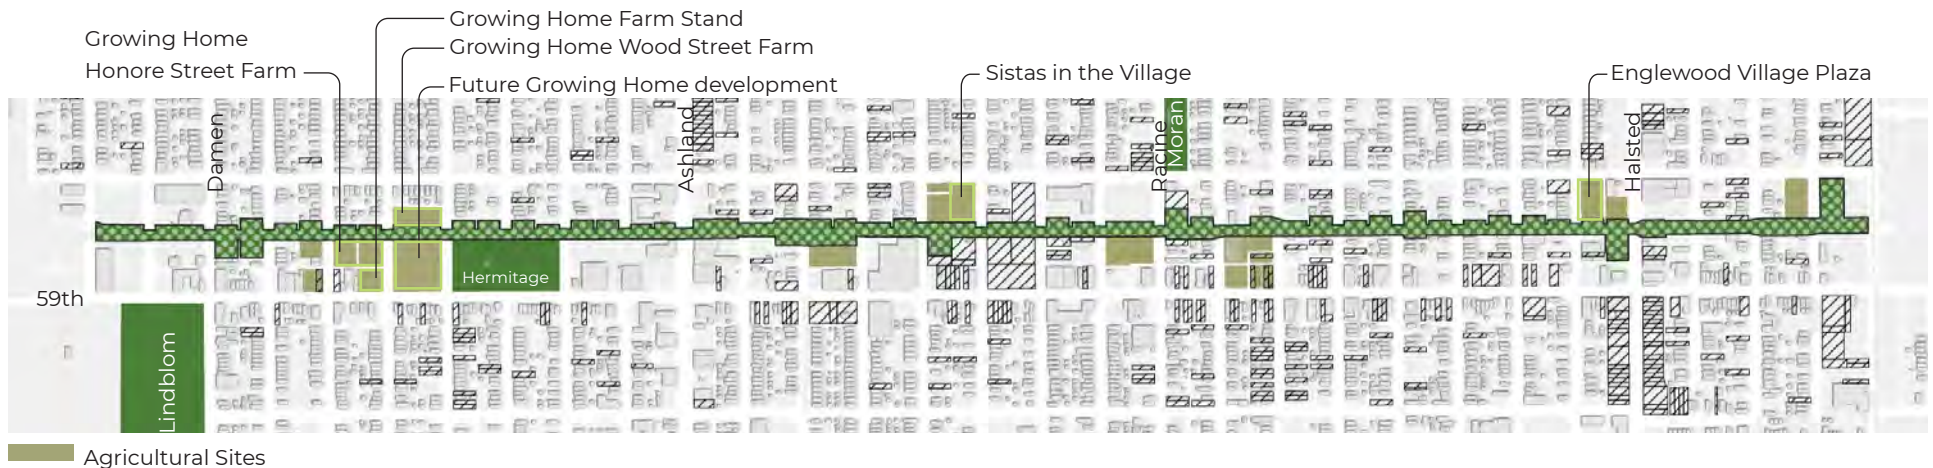 Growing Home Farm Stand
Growing Home
Honore Street Farm
Growing Home Wood Street Farm
Future Growing Home development
Sistas in the Village
Englewood Village Plaza
Damen
Ashland
Racine
Moran
Halsted
Hermitage
59th
Lindblom
Agricultural Sites